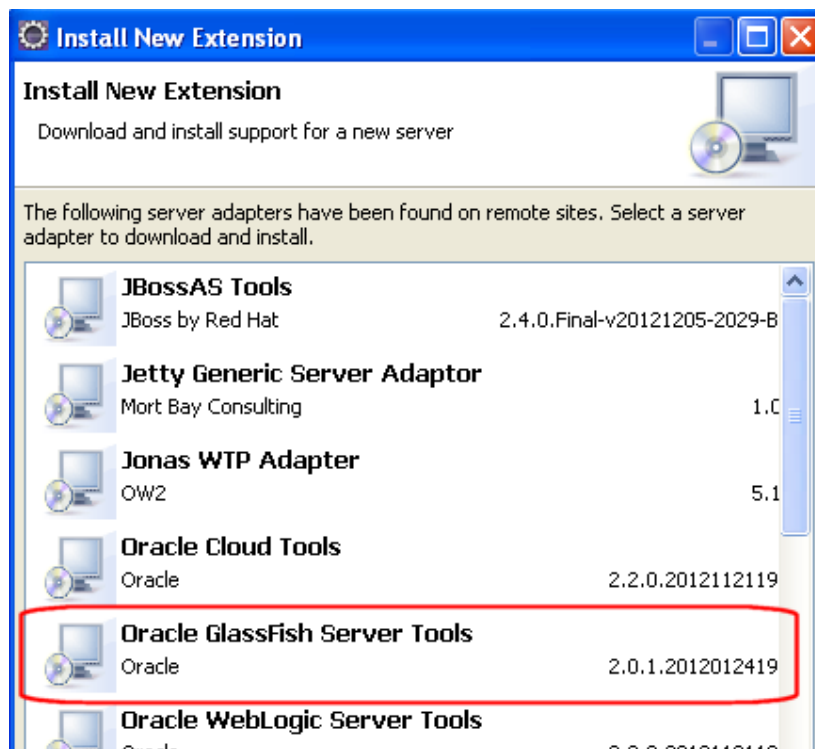 Install New Extension
Install New Extension
Download and install support for a new server
The following server adapters have been found on remote sites. Select a server
adapter to download and install.
JBossAS Tools
JBoss by Red Hat 2.4.0.Final-v20121205-2029-B
Jetty Generic Server Adaptor
Mort Bay Consulting 1.0
Jonas WTP Adapter
OW2 5.1
Oracle Cloud Tools
Oracle 2.2.0.2012112119
Oracle GlassFish Server Tools
Oracle 2.0.1.2012012419
Oracle WebLogic Server Tools